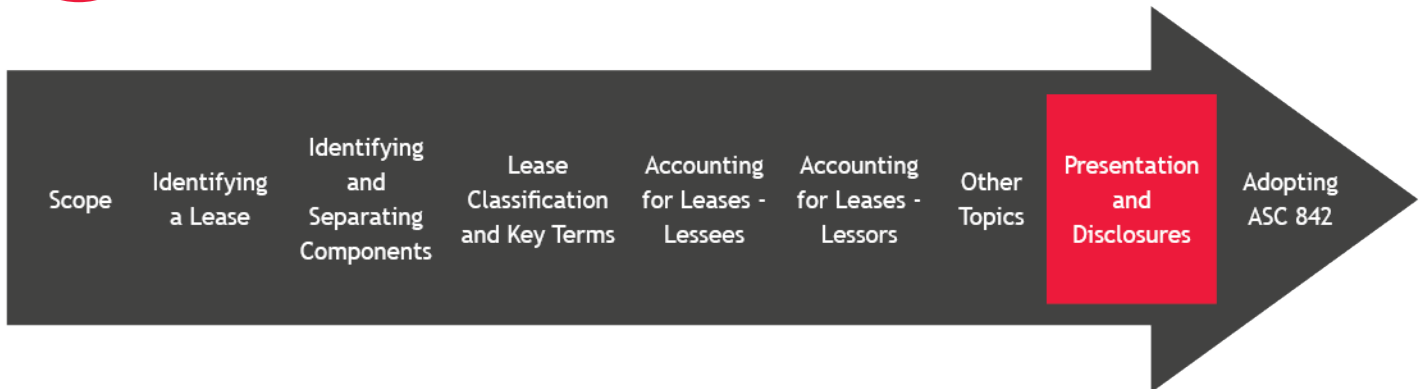 Scope
Identifying
a Lease
Identifying
and
Separating
Components
Lease
Classification
and Key Terms
Accounting
for Leases -
Lessees
Accounting
for Leases -
Lessors
Other
Topics
Presentation
and
Disclosures
Adopting
ASC 842